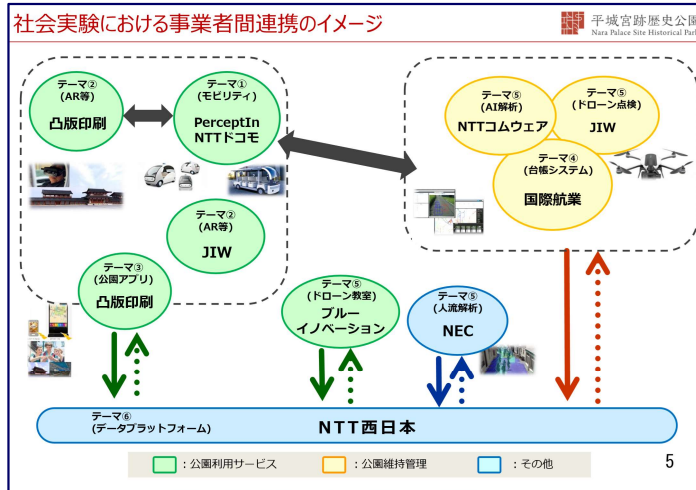 社会実験における事業者間連携のイメージ
平城宮跡歴史公園
Nara Palace Site Historical Park
テーマ②
(AR等)
凸版印刷
テーマ①
(モビリティ)
PerceptIn
NTTドコモ
テーマ②
(AR等)
JIW
テーマ③
(公園アプリ)
凸版印刷
テーマ⑤
(AI解析)
NTTコムウェア
テーマ⑤
(ドローン点検)
JIW
テーマ④
(台帳システム)
国際航業
テーマ⑤
(ドローン教室)
ブルー
イノベーション
テーマ⑤
(人流解析)
NEC
テーマ⑥
(データプラットフォーム)
NTT西日本
：公園利用サービス
：公園維持管理
：その他
5